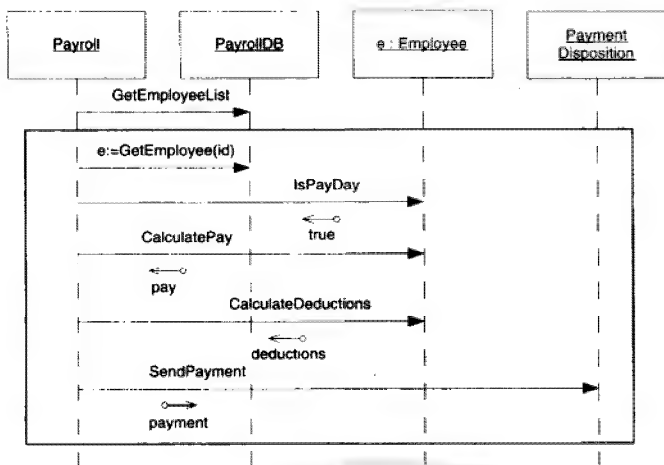 Payroll
PayrollDB
e : Employee
Payment
Disposition
GetEmployeeList
e:=GetEmployee(id)
IsPayDay
true
CalculatePay
pay
CalculateDeductions
deductions
SendPayment
payment